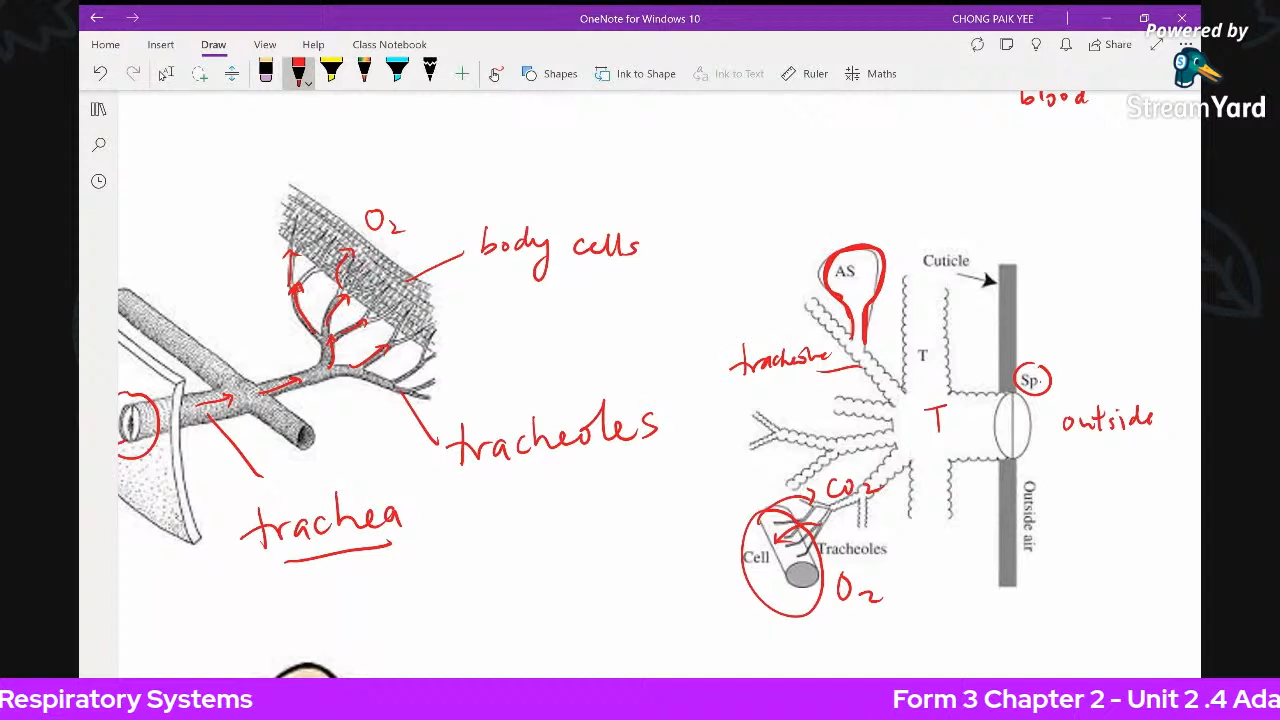 OneNote for Windows 10
CHONG PAIK YEE
Powered by
StreamYard
Home Insert Draw View Help Class Notebook
Share
Shapes Ink to Shape Ink to Text Ruler Maths
blood
O2
body cells
AS
Cuticle
T
tracheole
Sp.
T
outside
tracheoles
trachea
CO2
Outside air
Cell
Tracheoles
O2
Respiratory Systems
Form 3 Chapter 2 - Unit 2 .4 Ada